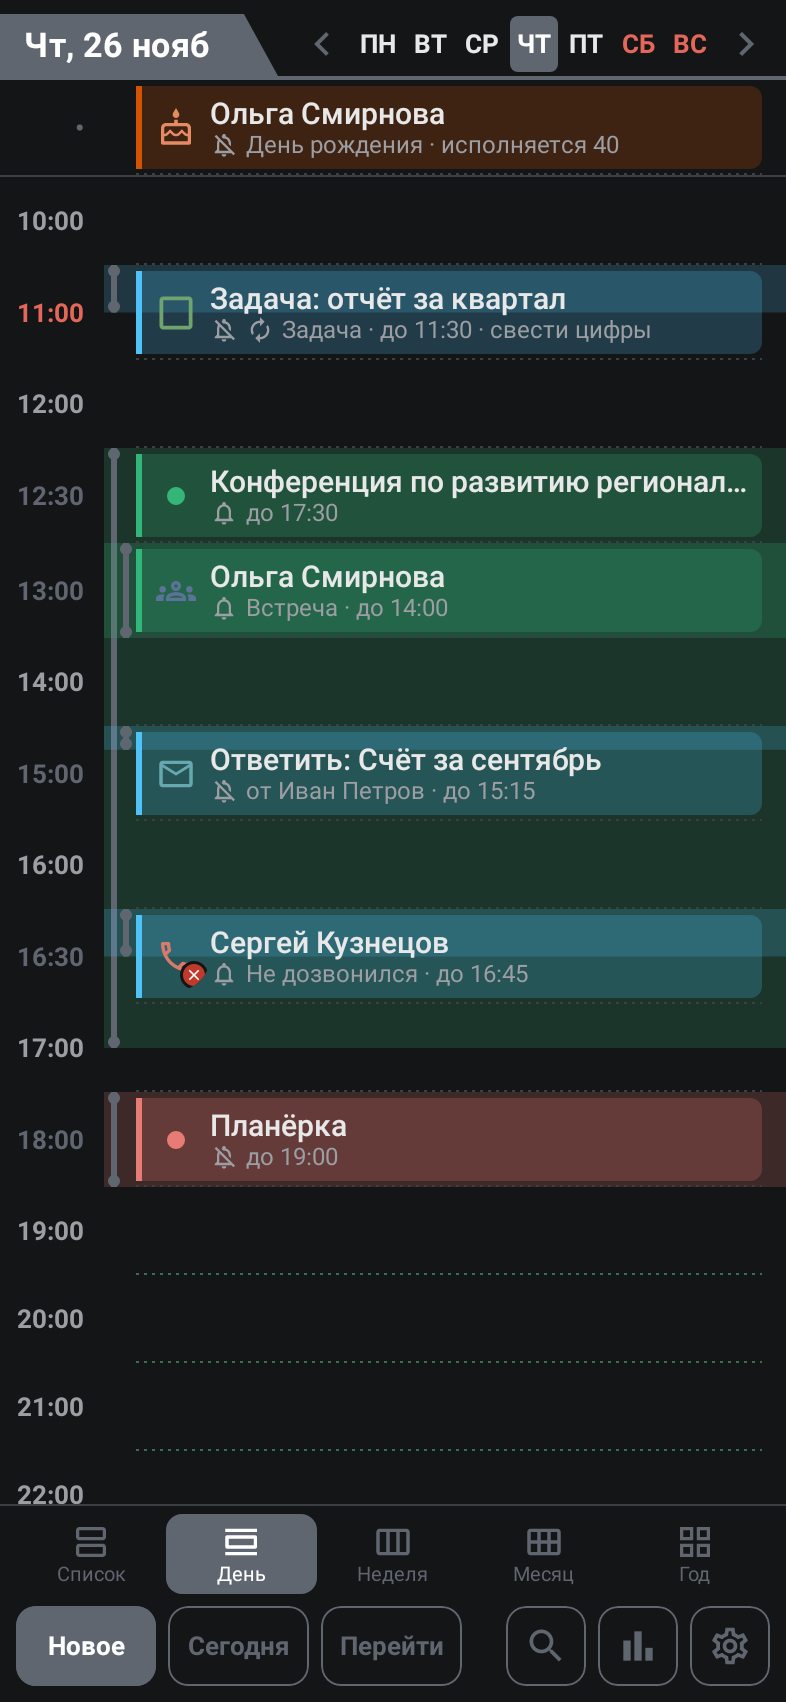 Чт, 26 нояб
ПН ВТ СР ЧТ ПТ СБ ВС
Ольга Смирнова
День рождения · исполняется 40
10:00
11:00
Задача: отчёт за квартал
Задача · до 11:30 · свести цифры
12:00
12:30
Конференция по развитию регионал...
до 17:30
13:00
Ольга Смирнова
Встреча · до 14:00
14:00
15:00
Ответить: Счёт за сентябрь
от Иван Петров · до 15:15
16:00
16:30
Сергей Кузнецов
Не дозвонился · до 16:45
17:00
18:00
Планёрка
до 19:00
19:00
20:00
21:00
22:00
Список День Неделя Месяц Год
Новое Сегодня Перейти